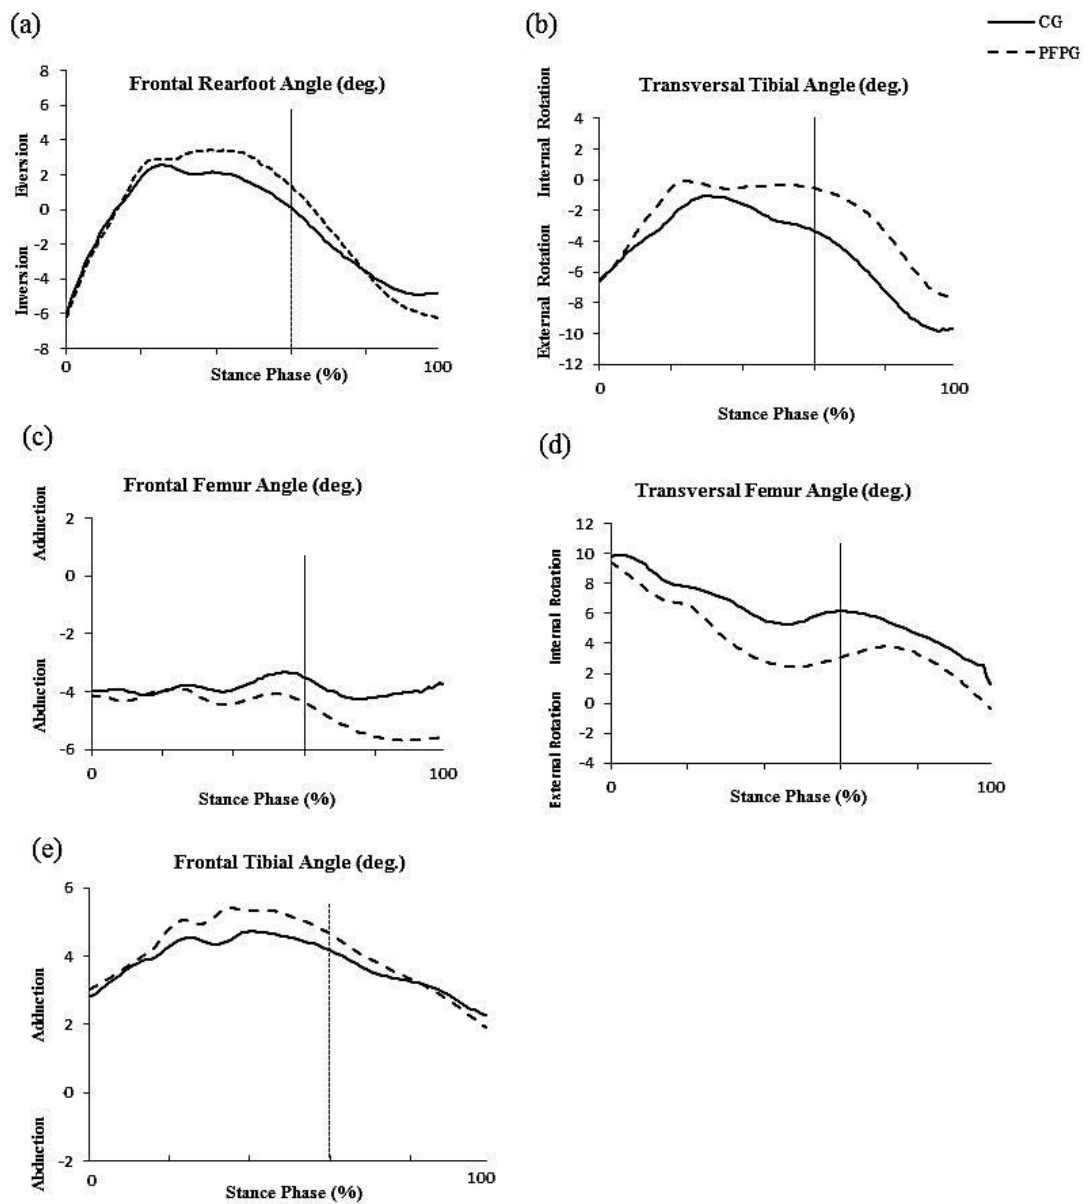 (a)
(b)
CG
PFPG
Frontal Rearfoot Angle (deg.)
8
6
4
2
0
-2
-4
-6
-8
Eversion
Inversion
0
100
Stance Phase (%)
Transversal Tibial Angle (deg.)
4
2
0
-2
-4
-6
-8
-10
-12
Internal Rotation
External Rotation
0
100
Stance Phase (%)
(c)
Frontal Femur Angle (deg.)
2
0
-2
-4
-6
Adduction
Abduction
0
100
Stance Phase (%)
(d)
Transversal Femur Angle (deg.)
12
10
8
6
4
2
0
-2
-4
Internal Rotation
External Rotation
0
100
Stance Phase (%)
(e)
Frontal Tibial Angle (deg.)
6
4
2
0
-2
Adduction
Abduction
0
100
Stance Phase (%)